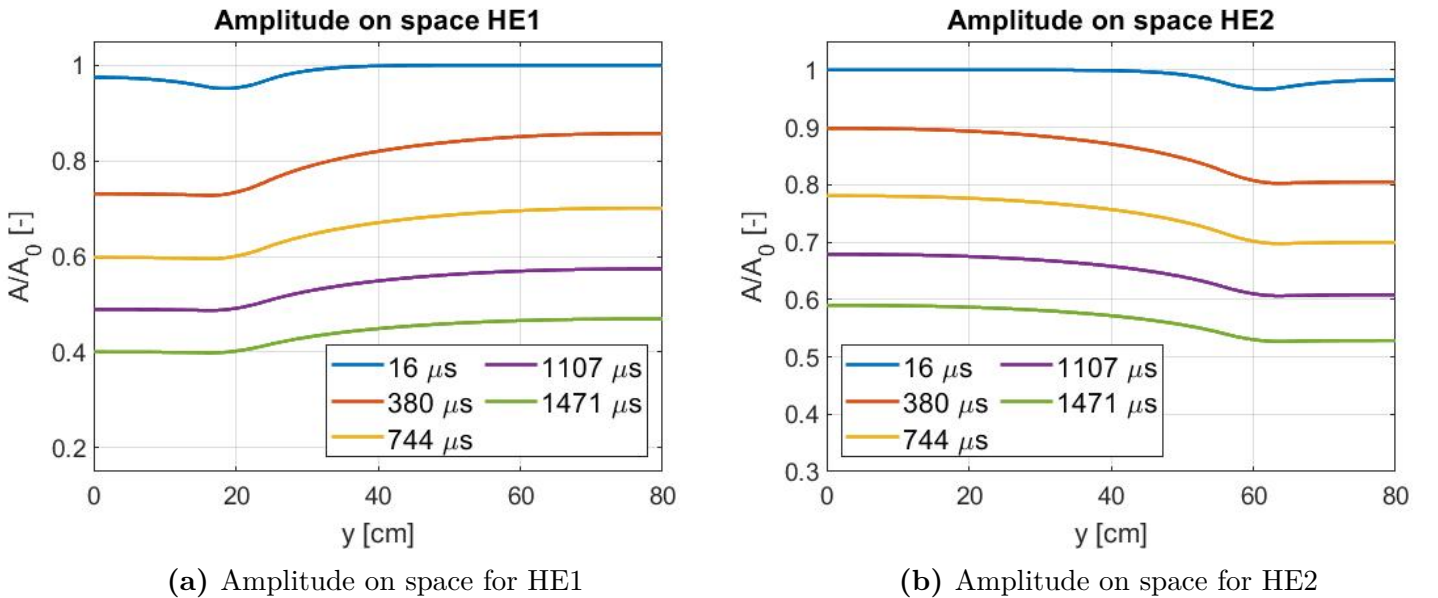 Amplitude on space HE1
1
0.8
0.6
0.4
0.2
A/A₀ [-]
0 20 40 60 80
y [cm]
16 μs 1107 μs
380 μs 1471 μs
744 μs
(a) Amplitude on space for HE1
Amplitude on space HE2
1
0.9
0.8
0.7
0.6
0.5
0.4
0.3
A/A₀ [-]
0 20 40 60 80
y [cm]
16 μs 1107 μs
380 μs 1471 μs
744 μs
(b) Amplitude on space for HE2